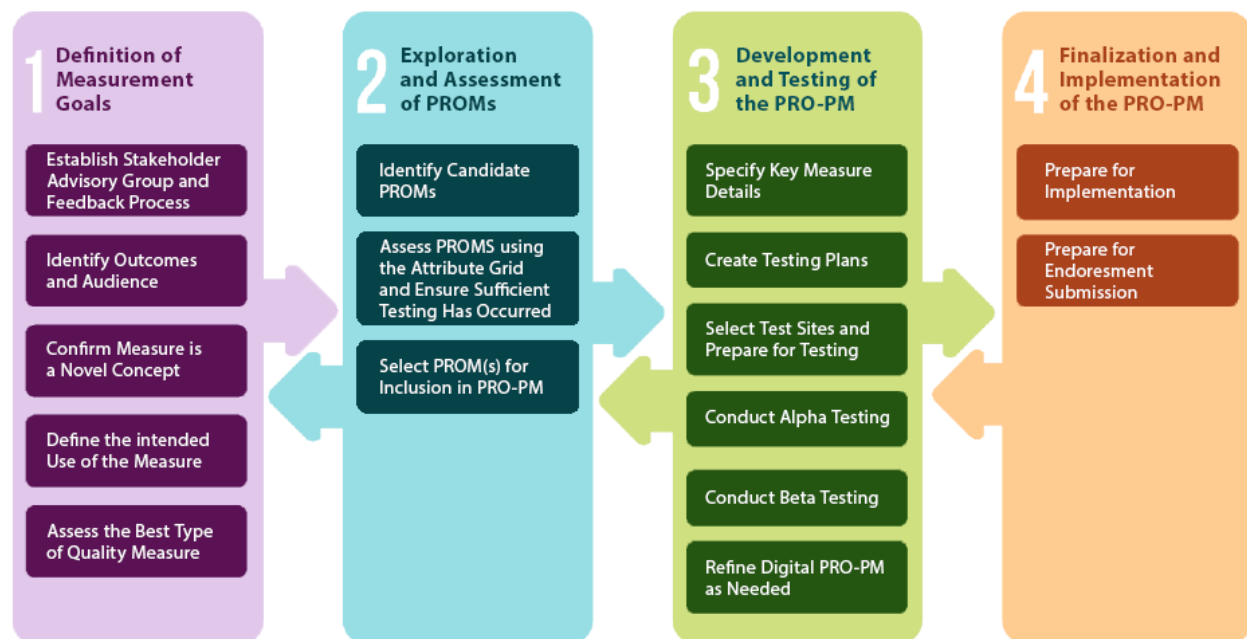 1
Definition of
Measurement
Goals
Establish Stakeholder
Advisory Group and
Feedback Process
Identify Outcomes
and Audience
Confirm Measure is
a Novel Concept
Define the intended
Use of the Measure
Assess the Best Type
of Quality Measure
2
Exploration
and Assessment
of PROMs
Identify Candidate
PROMs
Assess PROMS using
the Attribute Grid
and Ensure Sufficient
Testing Has Occurred
Select PROM(s) for
Inclusion in PRO-PM
3
Development
and Testing of
the PRO-PM
Specify Key Measure
Details
Create Testing Plans
Select Test Sites and
Prepare for Testing
Conduct Alpha Testing
Conduct Beta Testing
Refine Digital PRO-PM
as Needed
4
Finalization and
Implementation
of the PRO-PM
Prepare for
Implementation
Prepare for
Endoresment
Submission